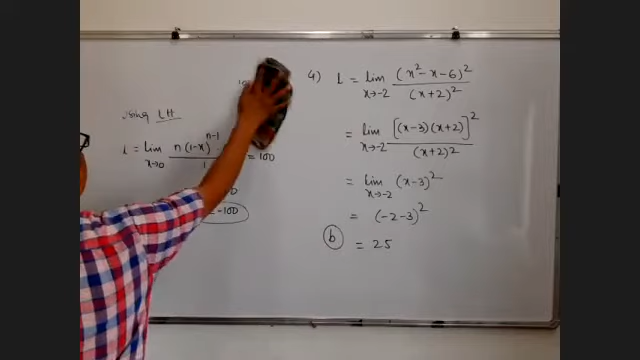 using LH
l = lim x→0 n(1-x)^{n-1} / 1 = 100
= -100
4) l = lim x→-2 (x² - x - 6)² / (x+2)²
= lim x→-2 [(x-3)(x+2)]² / (x+2)²
= lim x→-2 (x-3)²
= (-2-3)²
(b) = 25